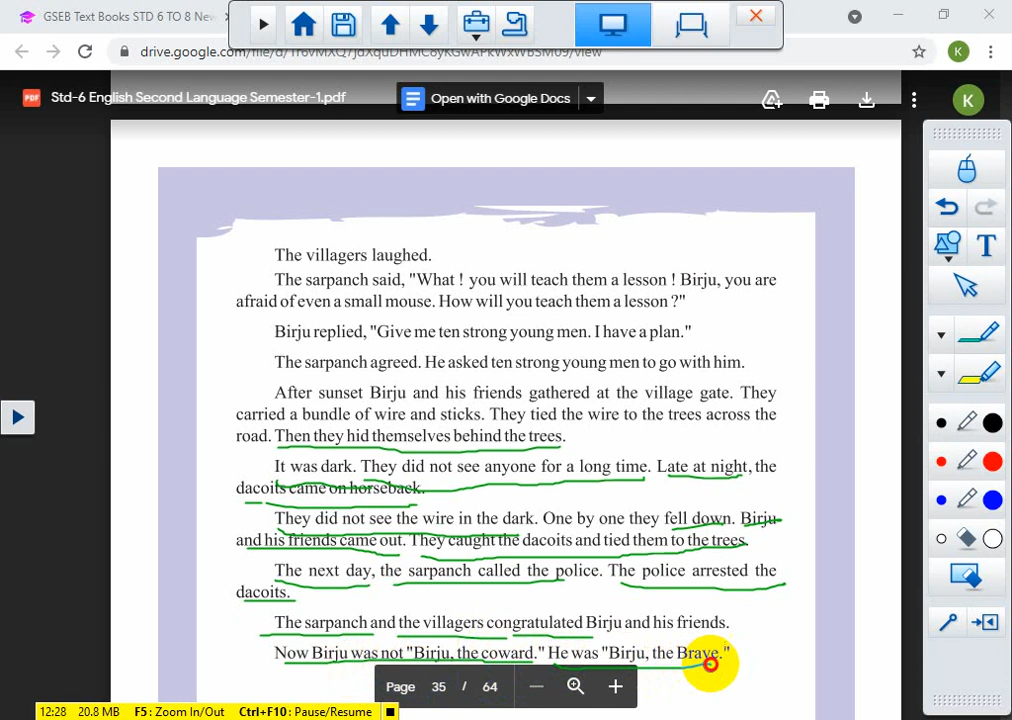 GSEB Text Books STD 6 TO 8 New
drive.google.com/file/d/
K
PDF Std-6 English Second Language Semester-1.pdf
Open with Google Docs
K
The villagers laughed.
The sarpanch said, "What ! you will teach them a lesson ! Birju, you are
afraid of even a small mouse. How will you teach them a lesson ?"
Birju replied, "Give me ten strong young men. I have a plan."
The sarpanch agreed. He asked ten strong young men to go with him.
After sunset Birju and his friends gathered at the village gate. They
carried a bundle of wire and sticks. They tied the wire to the trees across the
road. Then they hid themselves behind the trees.
It was dark. They did not see anyone for a long time. Late at night, the
dacoits came on horseback.
They did not see the wire in the dark. One by one they fell down. Birju
and his friends came out. They caught the dacoits and tied them to the trees.
The next day, the sarpanch called the police. The police arrested the
dacoits.
The sarpanch and the villagers congratulated Birju and his friends.
Now Birju was not "Birju, the coward." He was "Birju, the Brave."
T
Page 35 / 64
12:28 20.8 MB F5: Zoom In/Out Ctrl+F10: Pause/Resume